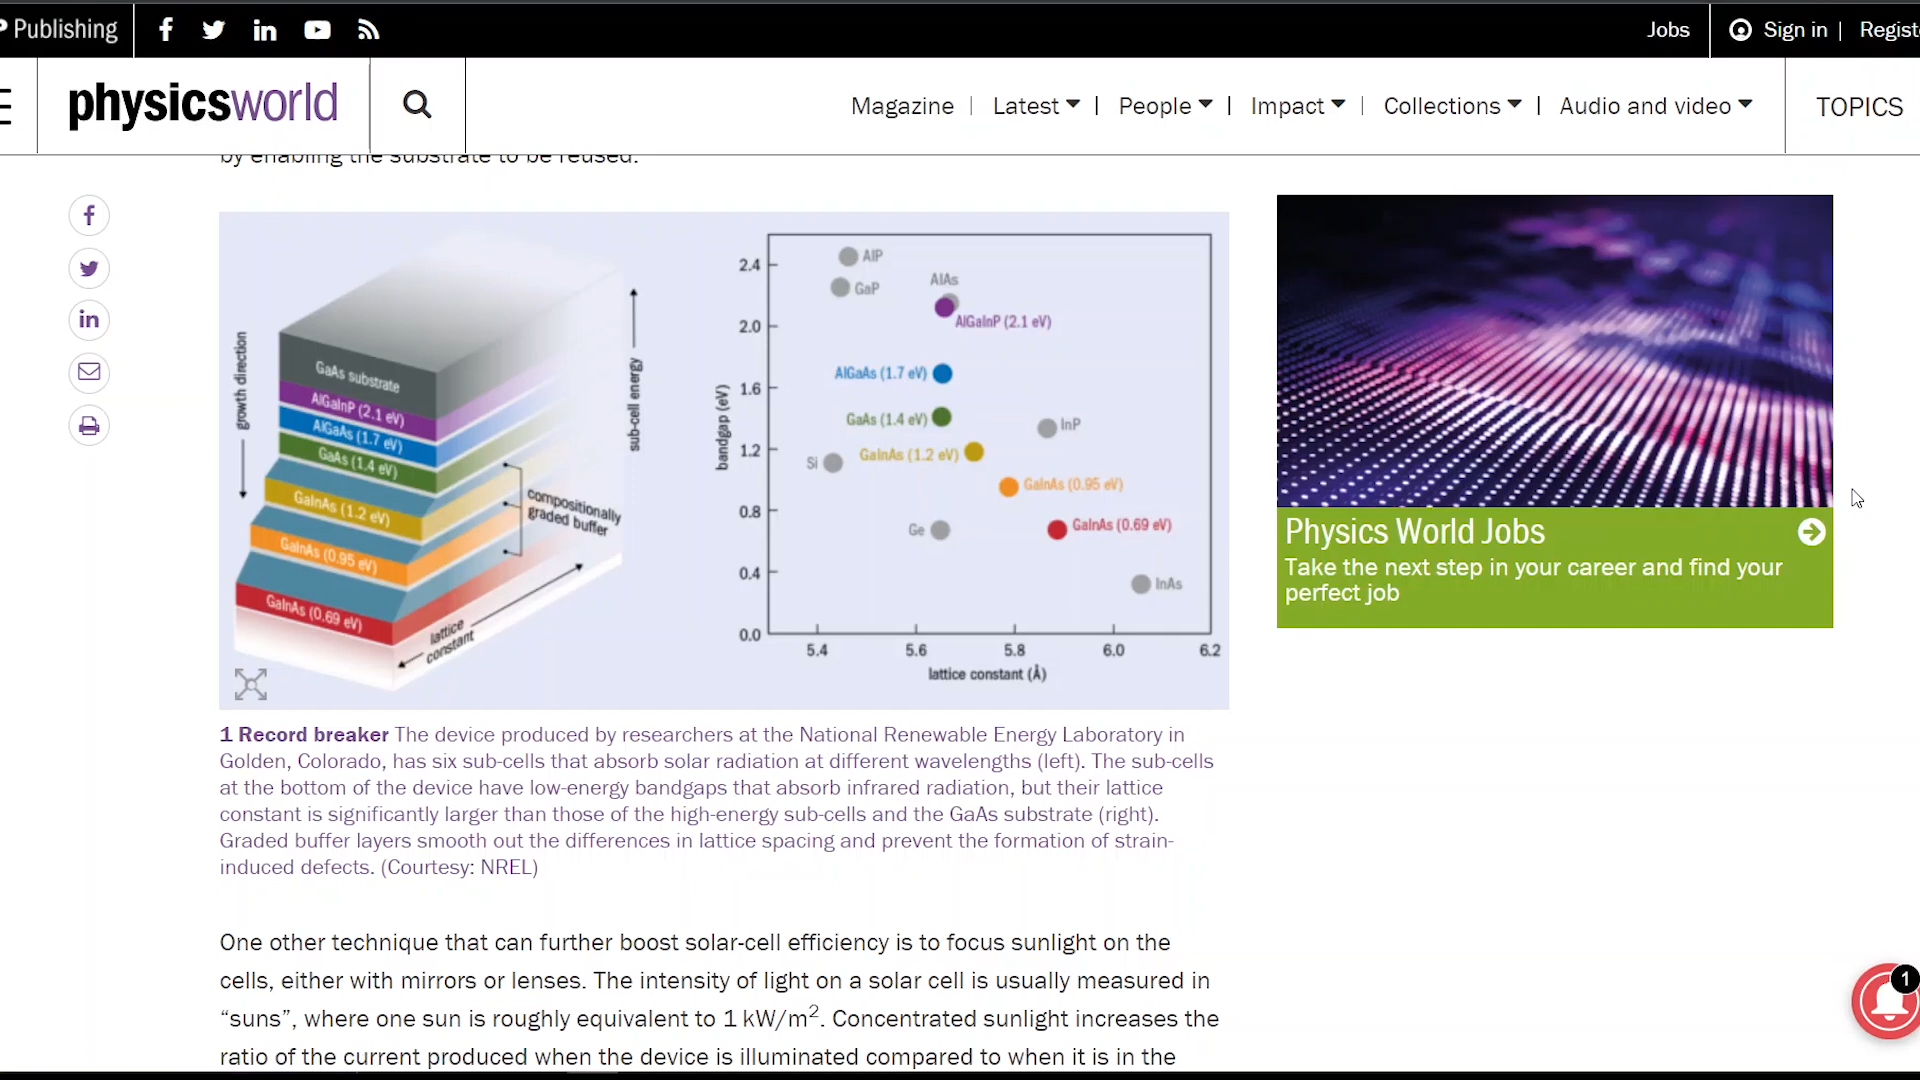 Publishing
Jobs
Sign in |
physicsworld
Magazine | Latest | People | Impact | Collections | Audio and video
TOPICS
by enabling the substrate to be reused.
growth direction
GaAs substrate
AlGaInP (2.1 eV)
AlGaAs (1.7 eV)
GaAs (1.4 eV)
GaInAs (1.2 eV)
GaInAs (0.95 eV)
GaInAs (0.69 eV)
compositionally
graded buffer
lattice
constant
sub-cell energy
bandgap (eV)
2.4
2.0
1.6
1.2
0.8
0.4
0.0
AlP
GaP
AlAs
AlGaInP (2.1 eV)
AlGaAs (1.7 eV)
GaAs (1.4 eV)
InP
Si
GaInAs (1.2 eV)
GaInAs (0.95 eV)
Ge
GaInAs (0.69 eV)
InAs
5.4 5.6 5.8 6.0 6.2
lattice constant (Å)
Physics World Jobs
Take the next step in your career and find your
perfect job
1 Record breaker The device produced by researchers at the National Renewable Energy Laboratory in
Golden, Colorado, has six sub-cells that absorb solar radiation at different wavelengths (left). The sub-cells
at the bottom of the device have low-energy bandgaps that absorb infrared radiation, but their lattice
constant is significantly larger than those of the high-energy sub-cells and the GaAs substrate (right).
Graded buffer layers smooth out the differences in lattice spacing and prevent the formation of strain-
induced defects. (Courtesy: NREL)
One other technique that can further boost solar-cell efficiency is to focus sunlight on the
cells, either with mirrors or lenses. The intensity of light on a solar cell is usually measured in
“suns”, where one sun is roughly equivalent to 1 kW/m². Concentrated sunlight increases the
ratio of the current produced when the device is illuminated compared to when it is in the
1